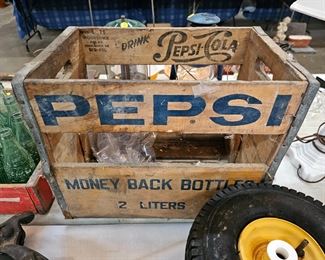 DRINK
PEPSI-COLA
PEPSI
MONEY BACK BOTTLES
2 LITERS